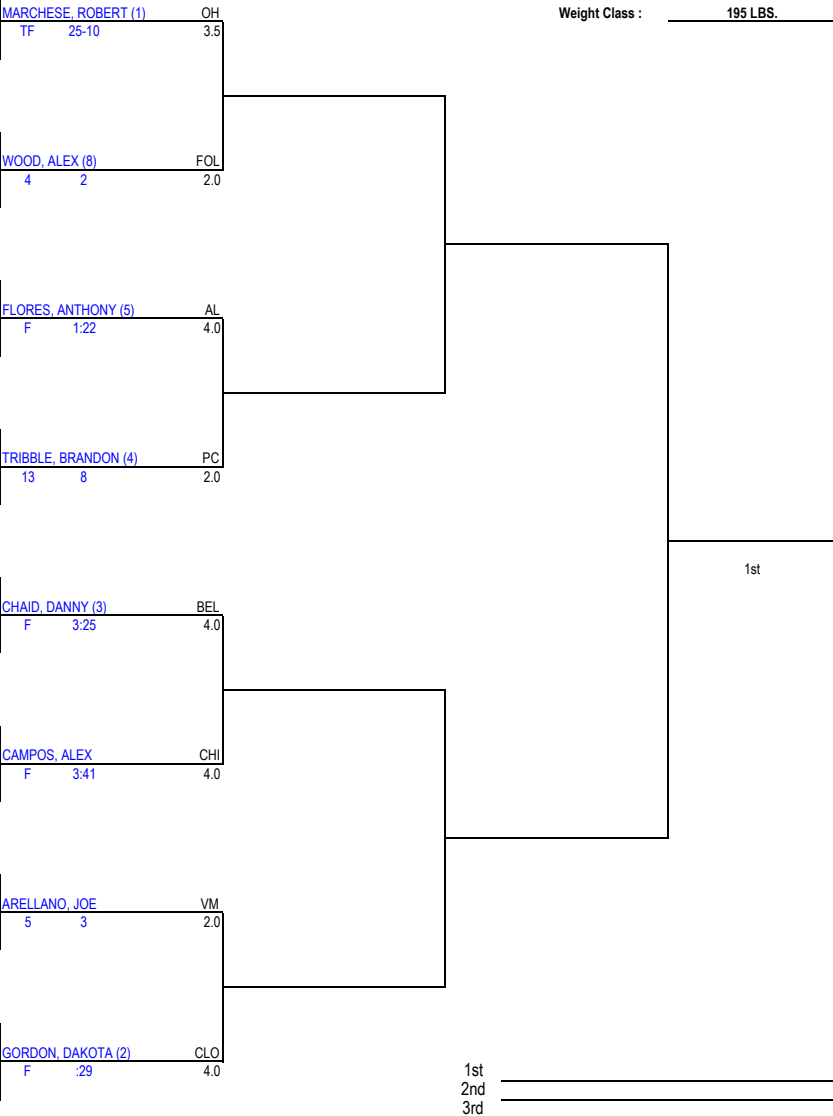 MARCHESE, ROBERT (1) OH Weight Class : 195 LBS.
TF 25-10 3.5
WOOD, ALEX (8) FOL
4 2 2.0
FLORES, ANTHONY (5) AL
F 1:22 4.0
TRIBBLE, BRANDON (4) PC
13 8 2.0
1st
CHAID, DANNY (3) BEL
F 3:25 4.0
CAMPOS, ALEX CHI
F 3:41 4.0
ARELLANO, JOE VM
5 3 2.0
GORDON, DAKOTA (2) CLO
F :29 4.0
1st
2nd
3rd